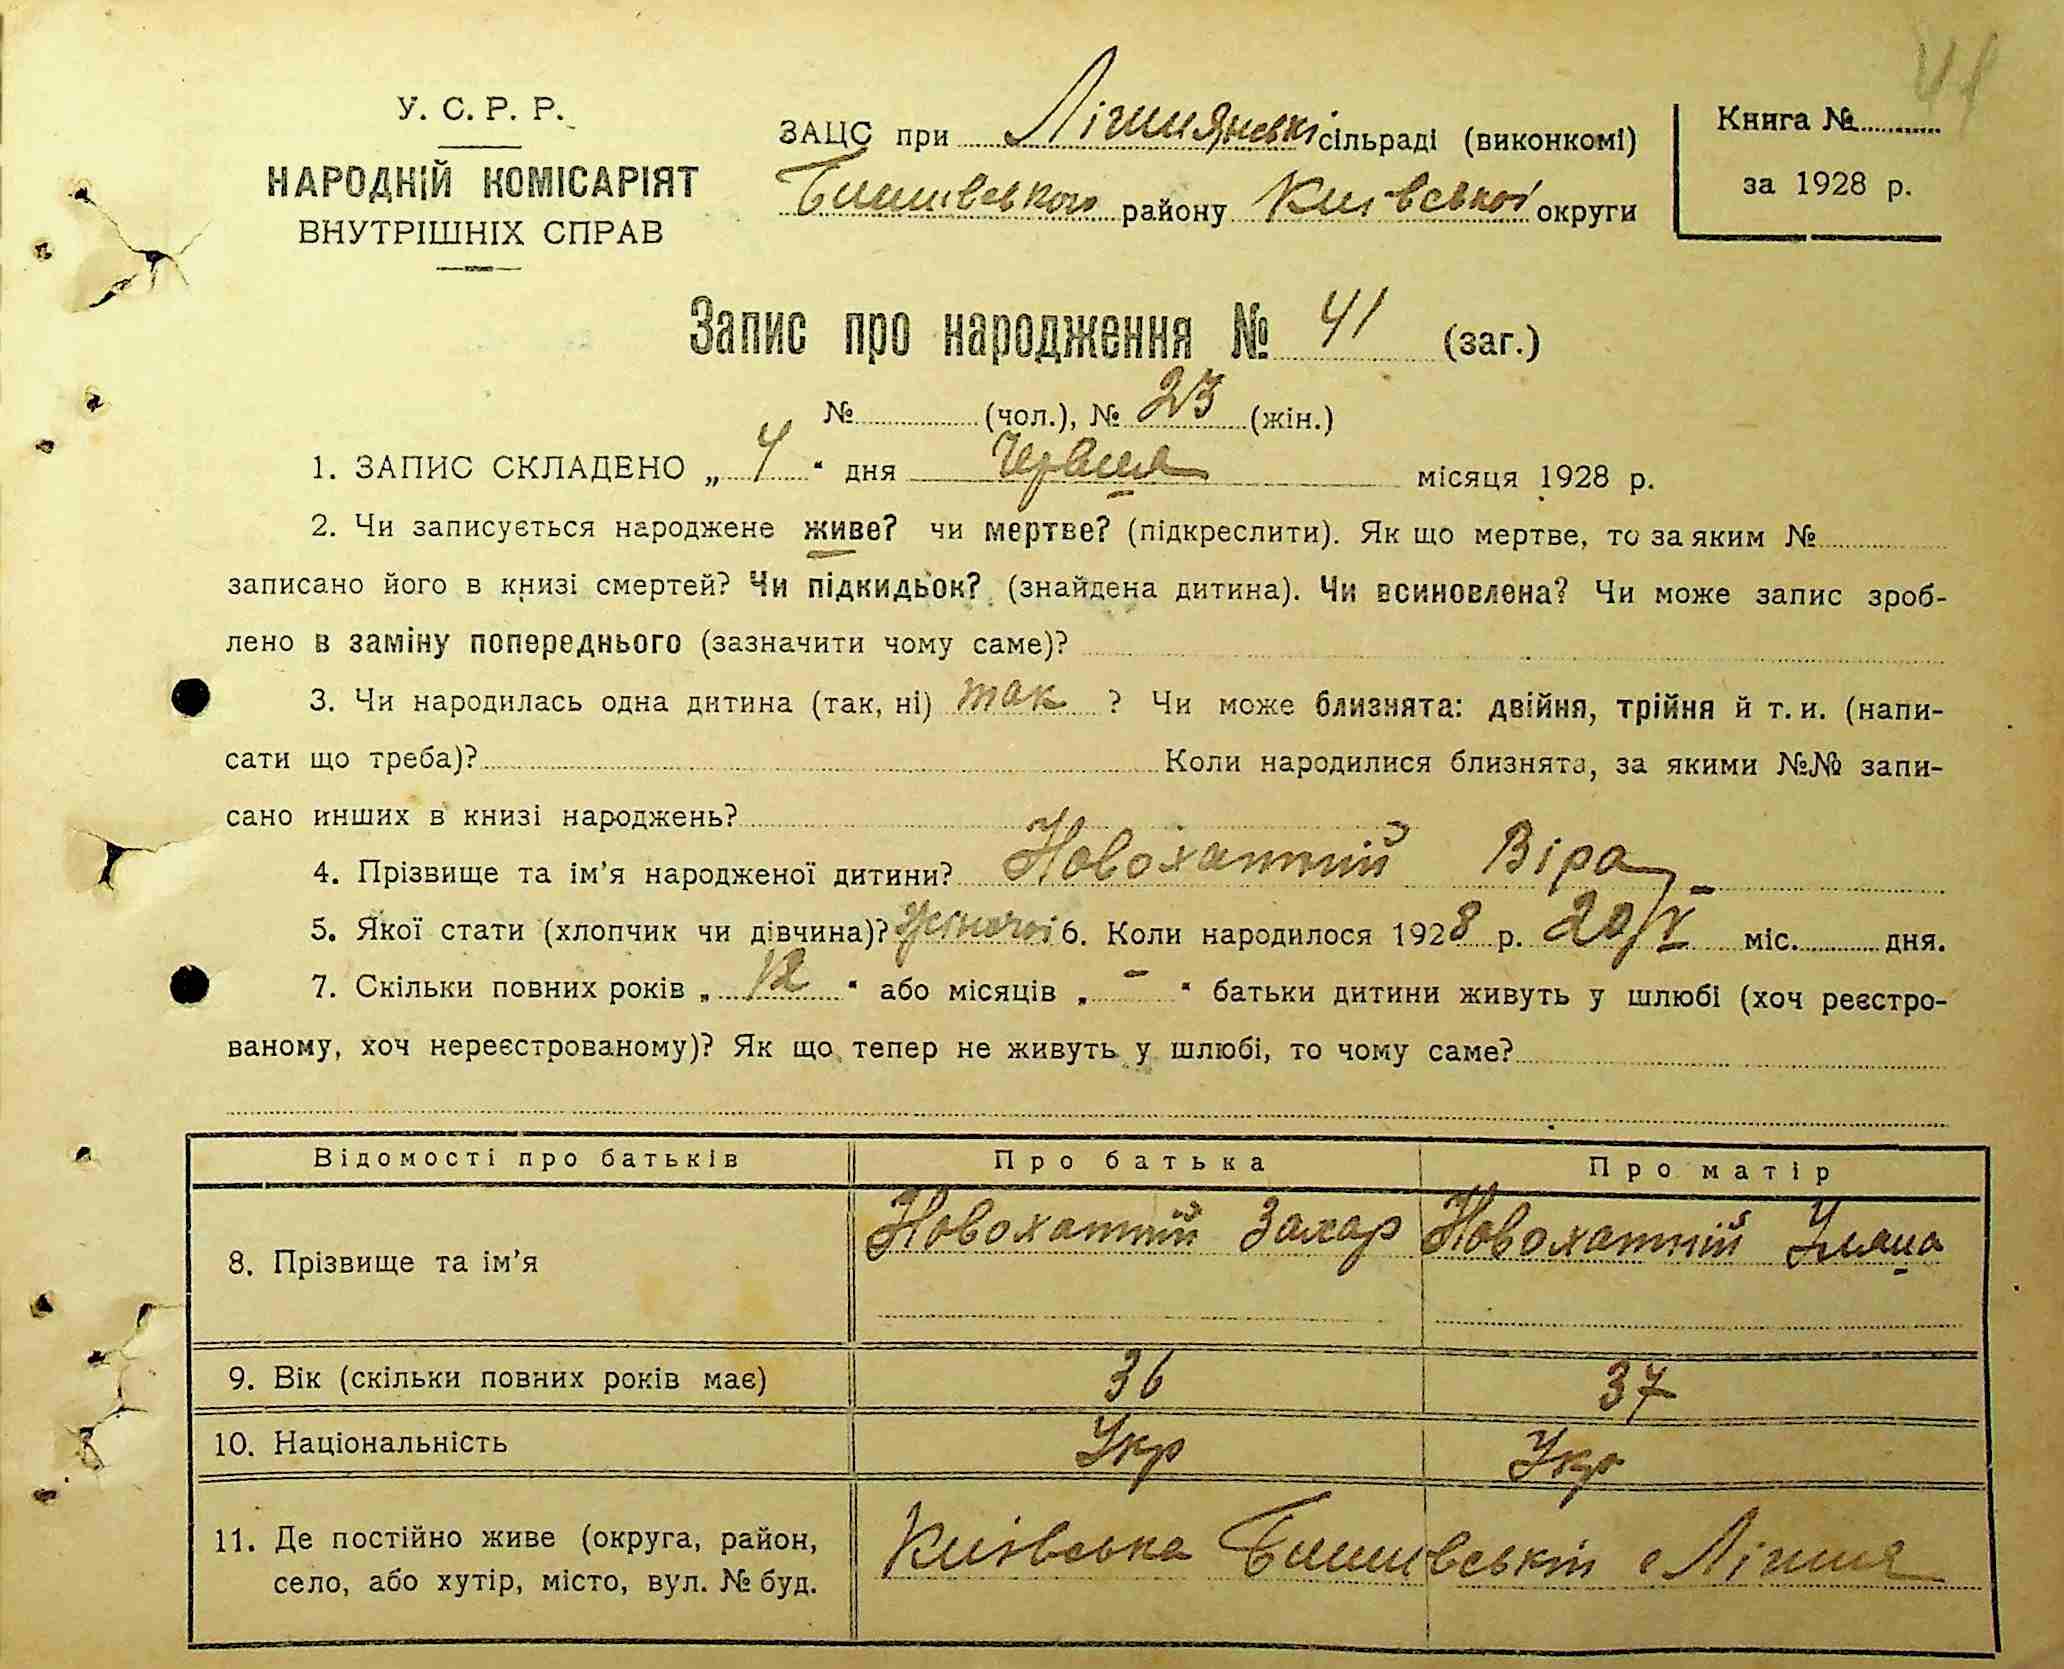 41
У. С. Р. Р.
НАРОДНІЙ КОМІСАРІЯТ
ВНУТРІШНІХ СПРАВ
ЗАЦС при Лішнянські сільраді (виконкомі)
Бишівського району Київської округи
Книга №
за 1928 р.
Запис про народження № 41 (заг.)
№ (чол.), № 23 (жін.)
1. ЗАПИС СКЛАДЕНО „ 4 “ дня Червня місяця 1928 р.
2. Чи записується народжене живе? чи мертве? (підкреслити). Як що мертве, то за яким №
записано його в книзі смертей? Чи підкидьок? (знайдена дитина). Чи всиновлена? Чи може запис зроб-
лено в заміну попереднього (зазначити чому саме)?
3. Чи народилась одна дитина (так, ні) так ? Чи може близнята: двійня, трійня й т. и. (напи-
сати що треба)? Коли народилися близнята, за якими №№ запи-
сано инших в книзі народжень?
4. Прізвище та ім’я народженої дитини? Новохатній Віра
5. Якої стати (хлопчик чи дівчина)? жіночої 6. Коли народилося 1928 р. 20/V міс. дня.
7. Скільки повних років „ 12 “ або місяців „ - “ батьки дитини живуть у шлюбі (хоч реєстро-
ваному, хоч нереєстрованому)? Як що тепер не живуть у шлюбі, то чому саме?
Відомості про батьків Про батька Про матір
8. Прізвище та ім’я Новохатній Захар Новохатній Уляна
9. Вік (скільки повних років має) 36 37
10. Національність Укр Укр
11. Де постійно живе (округа, район, село, або хутір, місто, вул. № буд. Київська Бишівський с Лішня